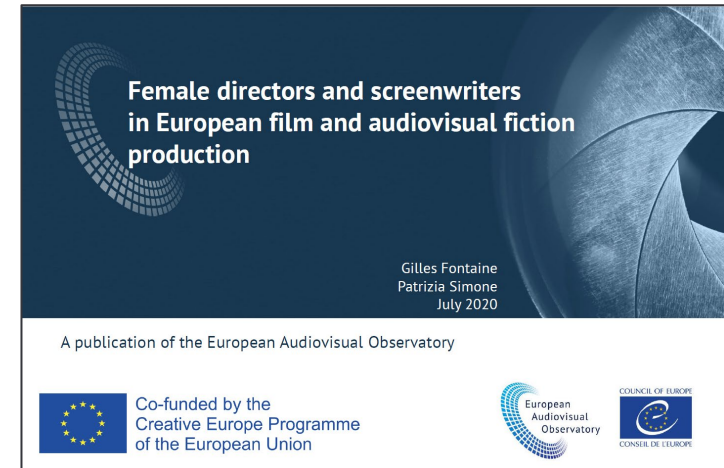 Female directors and screenwriters
in European film and audiovisual fiction
production
Gilles Fontaine
Patrizia Simone
July 2020
A publication of the European Audiovisual Observatory
Co-funded by the
Creative Europe Programme
of the European Union
European
Audiovisual
Observatory
COUNCIL OF EUROPE
CONSEIL DE L'EUROPE